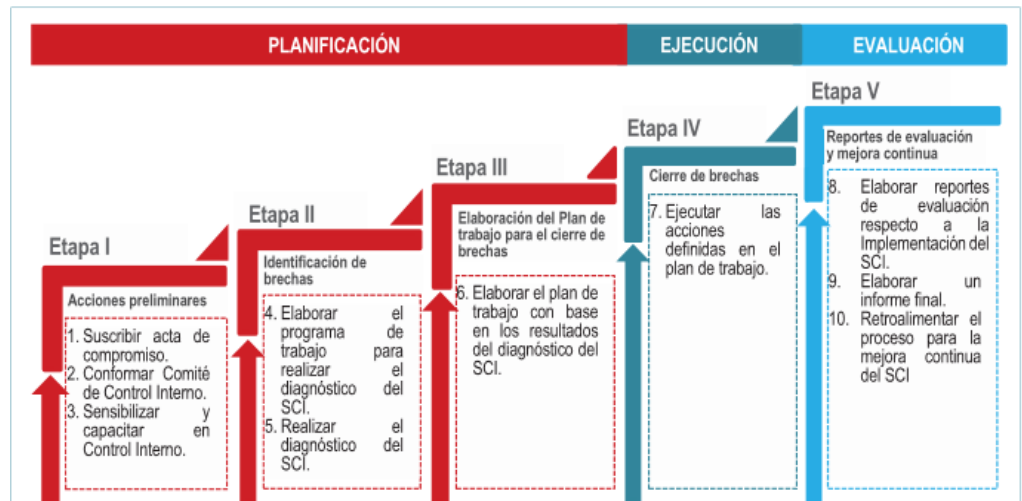 PLANIFICACIÓN
EJECUCIÓN
EVALUACIÓN
Etapa I
Acciones preliminares
1. Suscribir acta de
compromiso.
2. Conformar Comité
de Control Interno.
3. Sensibilizar y
capacitar en
Control Interno.
Etapa II
Identificación de
brechas
4. Elaborar el
programa de
trabajo para
realizar el
diagnóstico del
SCI.
5. Realizar el
diagnóstico del
SCI.
Etapa III
Elaboración del Plan de
trabajo para el cierre de
brechas
6. Elaborar el plan de
trabajo con base
en los resultados
del diagnóstico del
SCI.
Etapa IV
Cierre de brechas
7. Ejecutar las
acciones
definidas en el
plan de trabajo.
Etapa V
Reportes de evaluación
y mejora continua
8. Elaborar reportes
de evaluación
respecto a la
Implementación del
SCI.
9. Elaborar un
informe final.
10. Retroalimentar el
proceso para la
mejora continua
del SCI